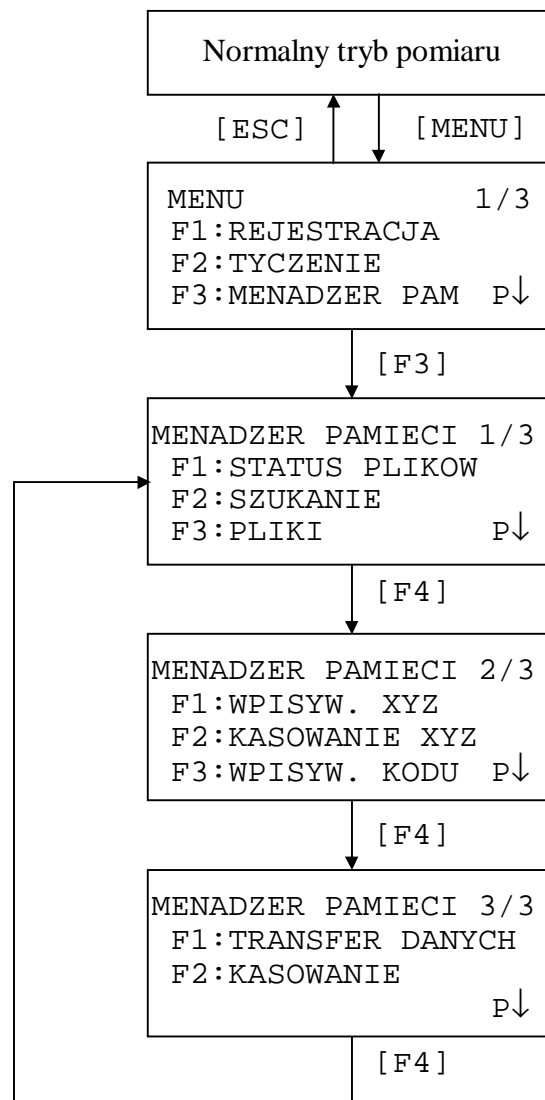 Normalny tryb pomiaru
[ESC] [MENU]
MENU 1/3
F1:REJESTRACJA
F2:TYCZENIE
F3:MENADZER PAM P↓
[F3]
MENADZER PAMIECI 1/3
F1:STATUS PLIKOW
F2:SZUKANIE
F3:PLIKI P↓
[F4]
MENADZER PAMIECI 2/3
F1:WPISYW. XYZ
F2:KASOWANIE XYZ
F3:WPISYW. KODU P↓
[F4]
MENADZER PAMIECI 3/3
F1:TRANSFER DANYCH
F2:KASOWANIE
P↓
[F4]